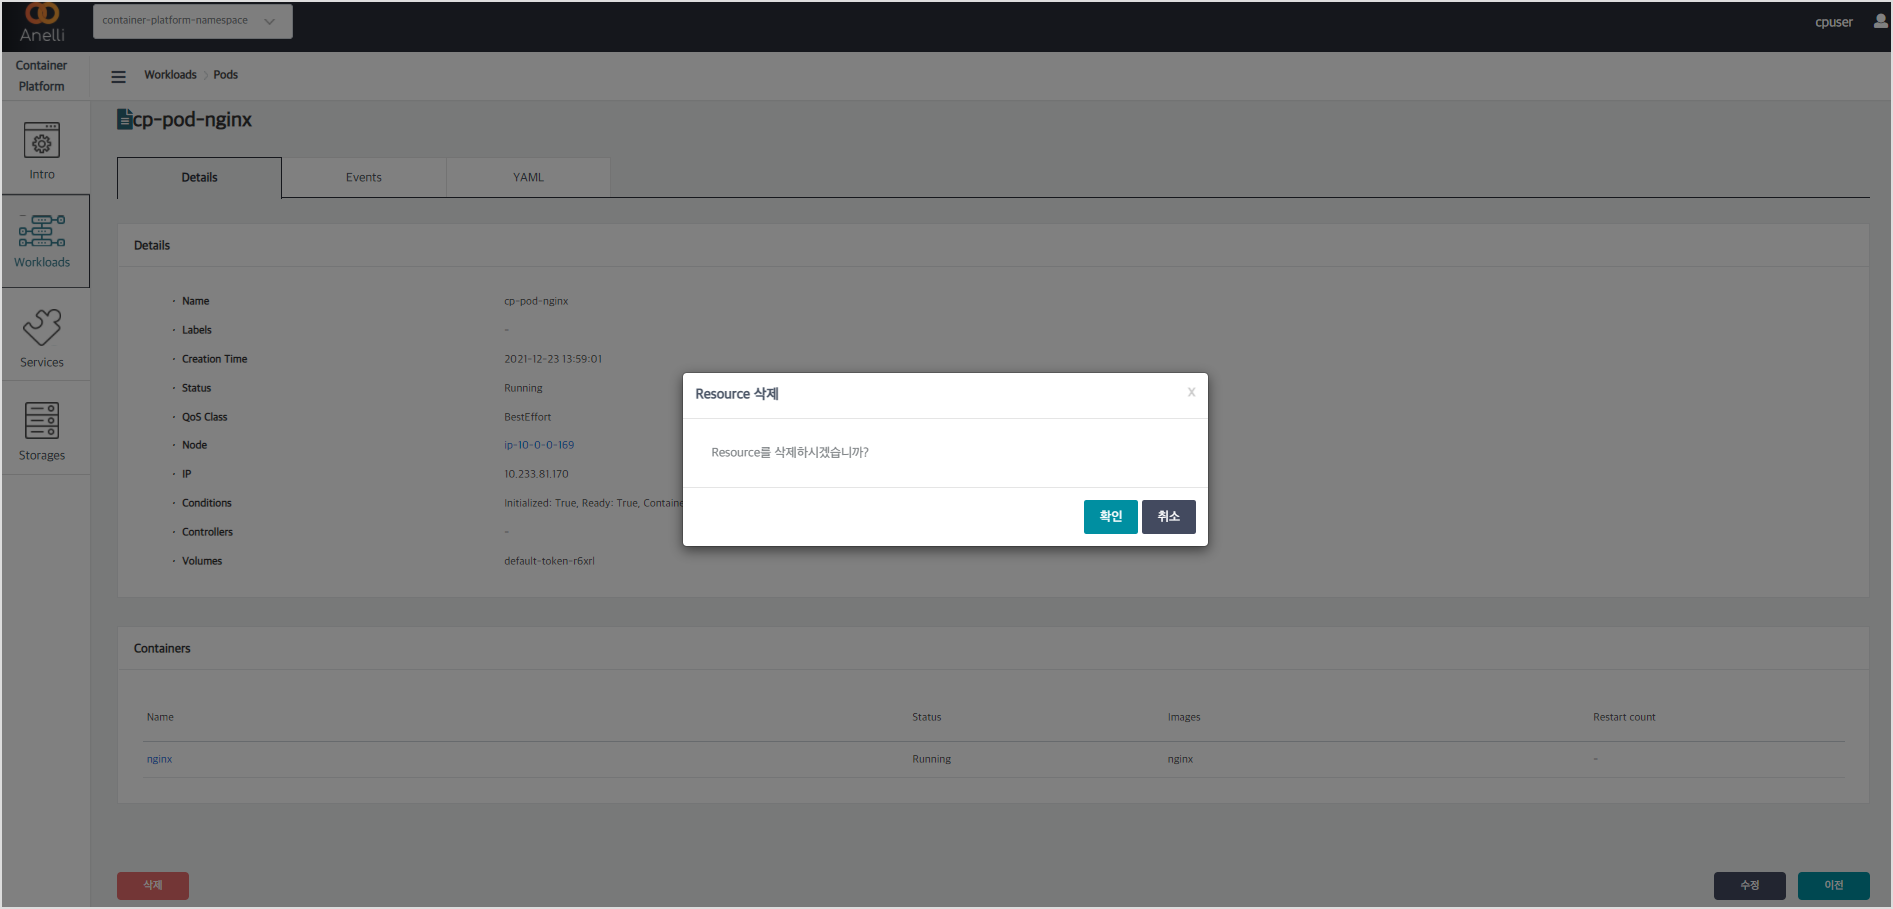 Anelli
container-platform-namespace
cpuser
Container
Platform
Workloads
Pods
Intro
Workloads
Services
Storages
cp-pod-nginx
Details
Events
YAML
Details
· Name
cp-pod-nginx
· Labels
-
· Creation Time
2021-12-23 13:59:01
· Status
Running
· QoS Class
BestEffort
· Node
ip-10-0-0-169
· IP
10.233.81.170
· Conditions
Initialized: True, Ready: True, Containe
· Controllers
-
· Volumes
default-token-r6xrl
Resource 삭제
X
Resource를 삭제하시겠습니까?
확인
취소
Containers
Name
Status
Images
Restart count
nginx
Running
nginx
-
삭제
수정
이전